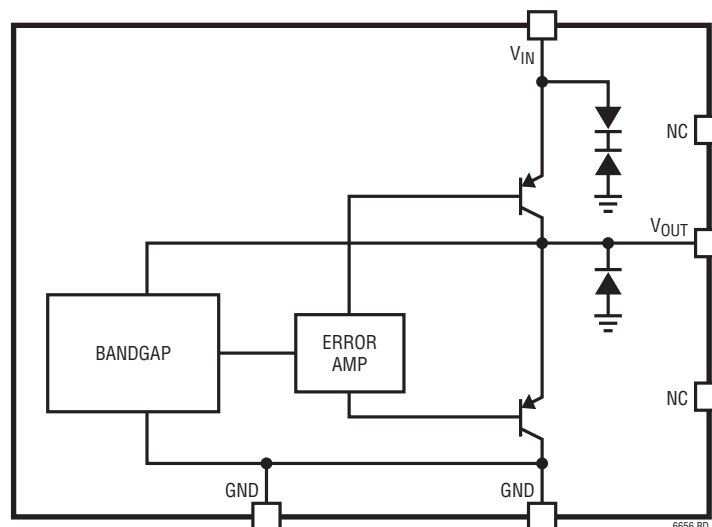 VIN
NC
VOUT
BANDGAP
ERROR
AMP
NC
GND
GND
6656 BD